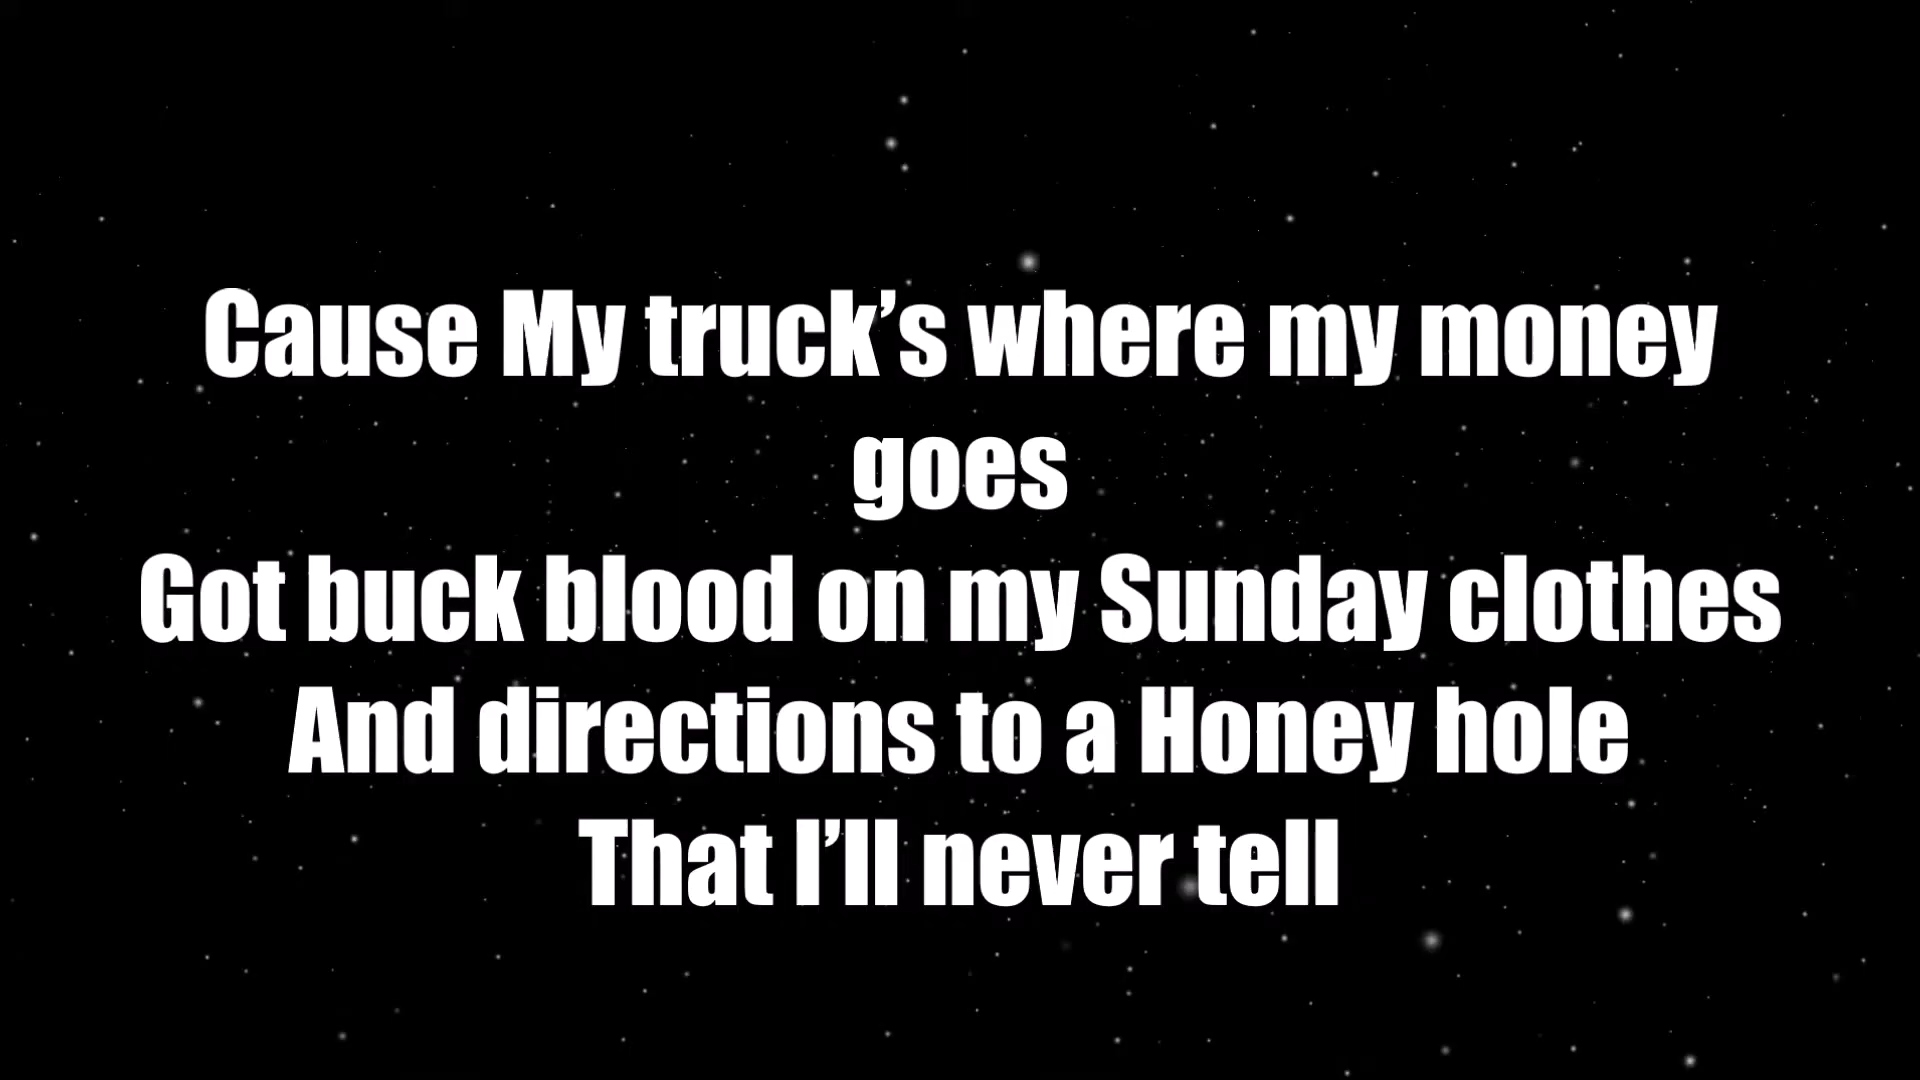 Cause My truck’s where my money
goes
Got buck blood on my Sunday clothes
And directions to a Honey hole
That I’ll never tell